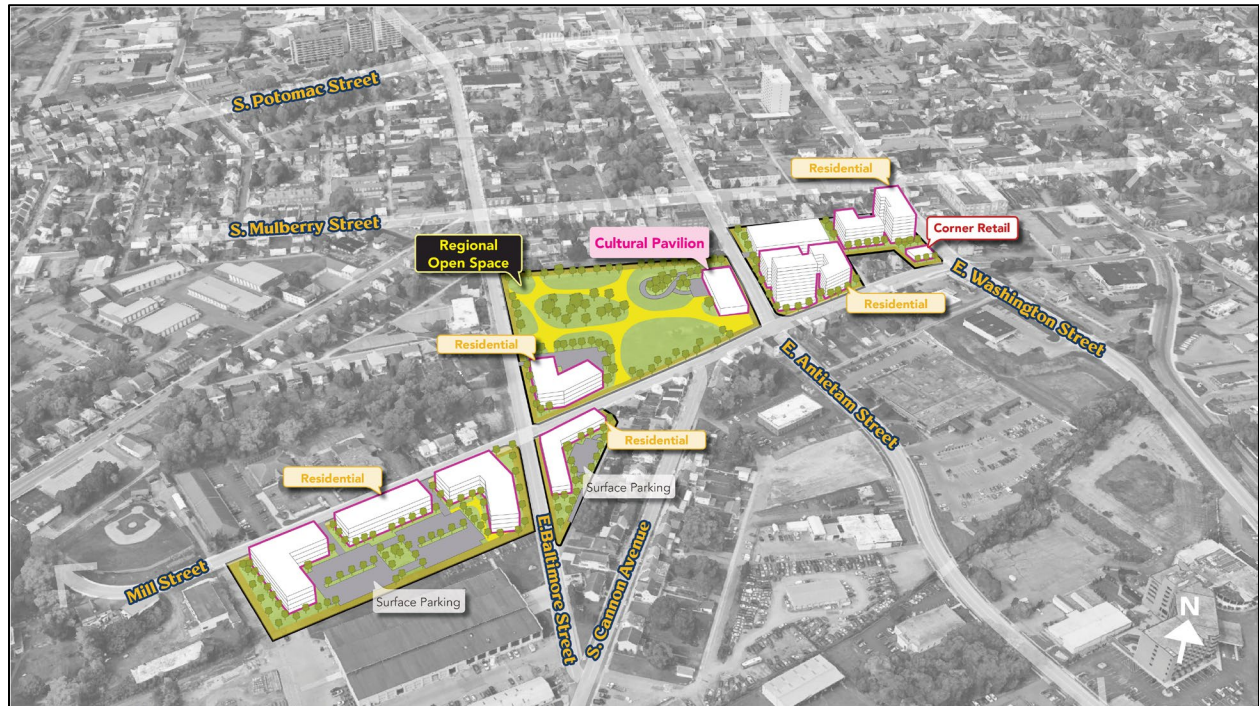 S. Potomac Street
Residential
S. Mulberry Street
Regional
Open Space
Cultural Pavilion
Corner Retail
E. Washington Street
Residential
Residential
E. Antietam Street
Residential
Residential
Surface Parking
E.Baltimore Street
S. Cannon Avenue
Mill Street
Surface Parking
N